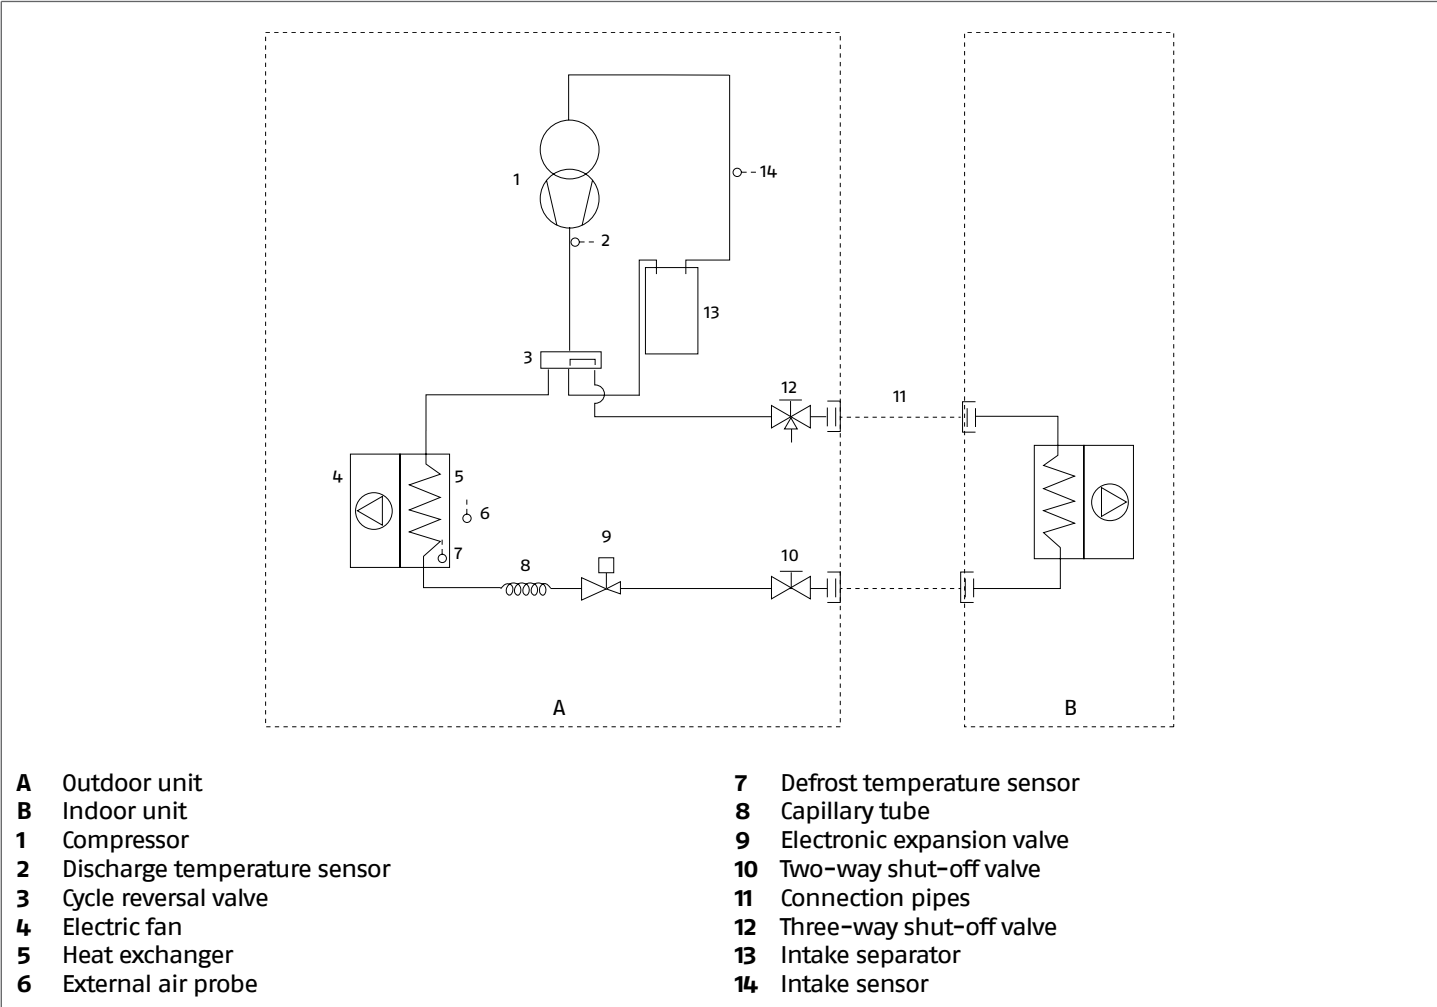 1
14
2
13
3
12
11
4
5
6
7
8
9
10
A
B
A Outdoor unit
B Indoor unit
1 Compressor
2 Discharge temperature sensor
3 Cycle reversal valve
4 Electric fan
5 Heat exchanger
6 External air probe
7 Defrost temperature sensor
8 Capillary tube
9 Electronic expansion valve
10 Two-way shut-off valve
11 Connection pipes
12 Three-way shut-off valve
13 Intake separator
14 Intake sensor